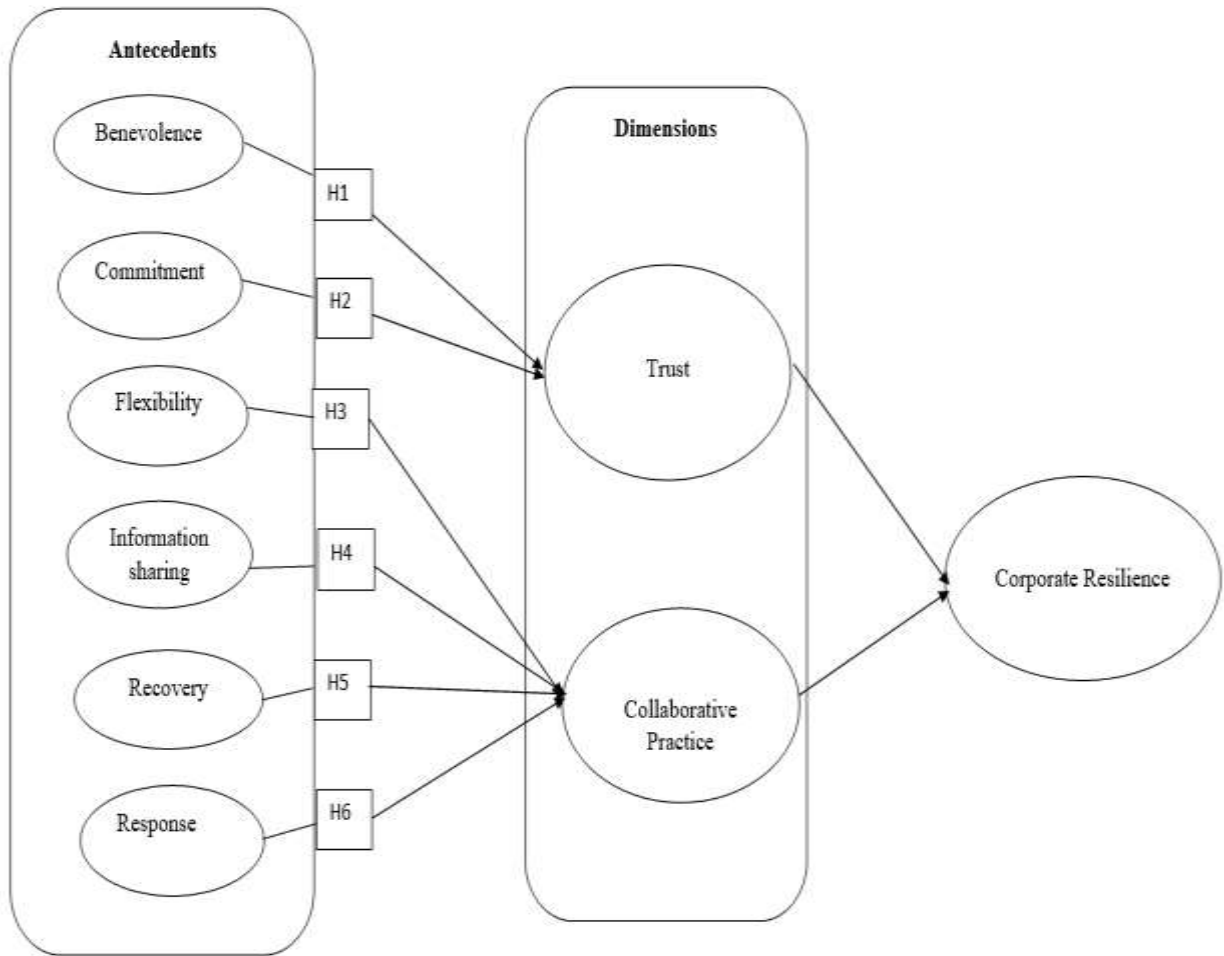 Antecedents
Benevolence
H1
Commitment
H2
Flexibility
H3
Information
sharing
H4
Recovery
H5
Response
H6
Dimensions
Trust
Collaborative
Practice
Corporate Resilience